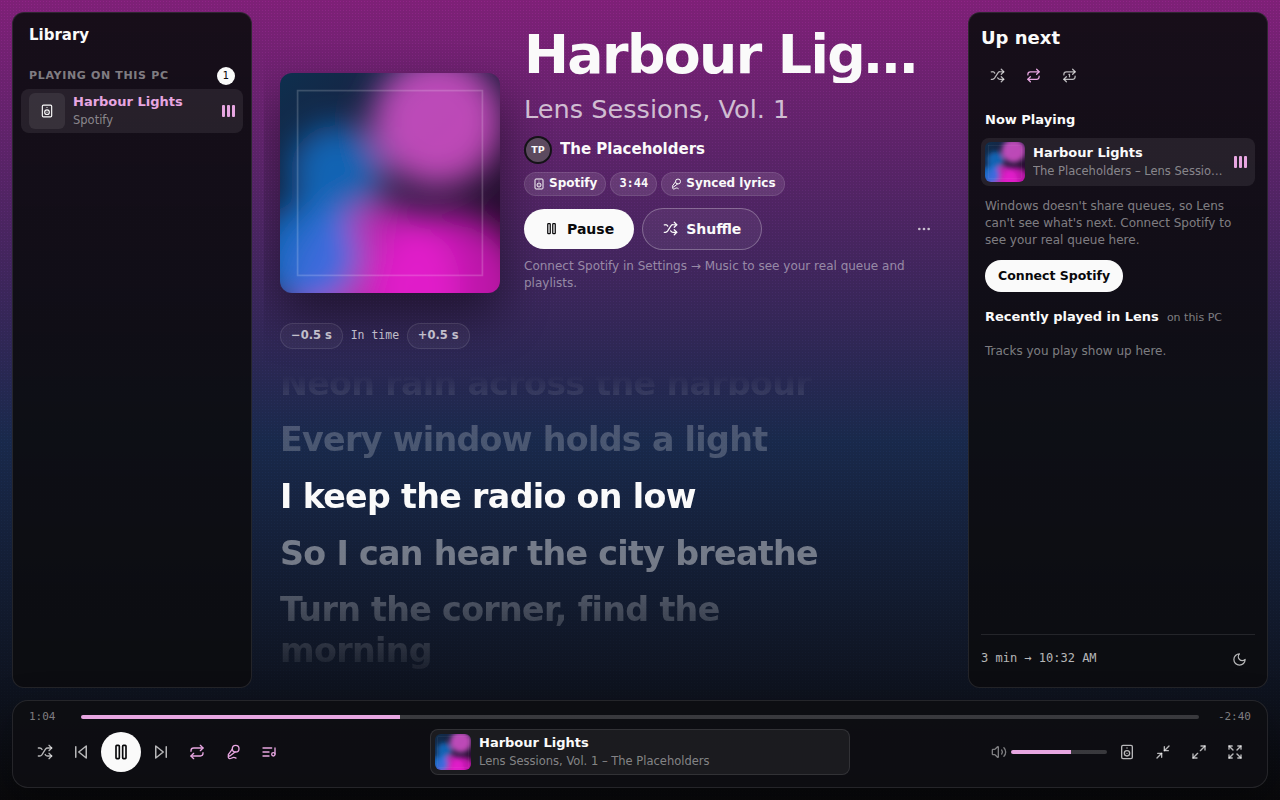 Library
PLAYING ON THIS PC 1
Harbour Lights
Spotify
Harbour Lig...
Lens Sessions, Vol. 1
TP The Placeholders
Spotify 3:44 Synced lyrics
Pause Shuffle
Connect Spotify in Settings → Music to see your real queue and
playlists.
−0.5 s In time +0.5 s
Neon rain across the harbour
Every window holds a light
I keep the radio on low
So I can hear the city breathe
Turn the corner, find the
morning
Up next
Now Playing
Harbour Lights
The Placeholders – Lens Sessio...
Windows doesn't share queues, so Lens
can't see what's next. Connect Spotify to
see your real queue here.
Connect Spotify
Recently played in Lens on this PC
Tracks you play show up here.
3 min → 10:32 AM
1:04 -2:40
Harbour Lights
Lens Sessions, Vol. 1 – The Placeholders